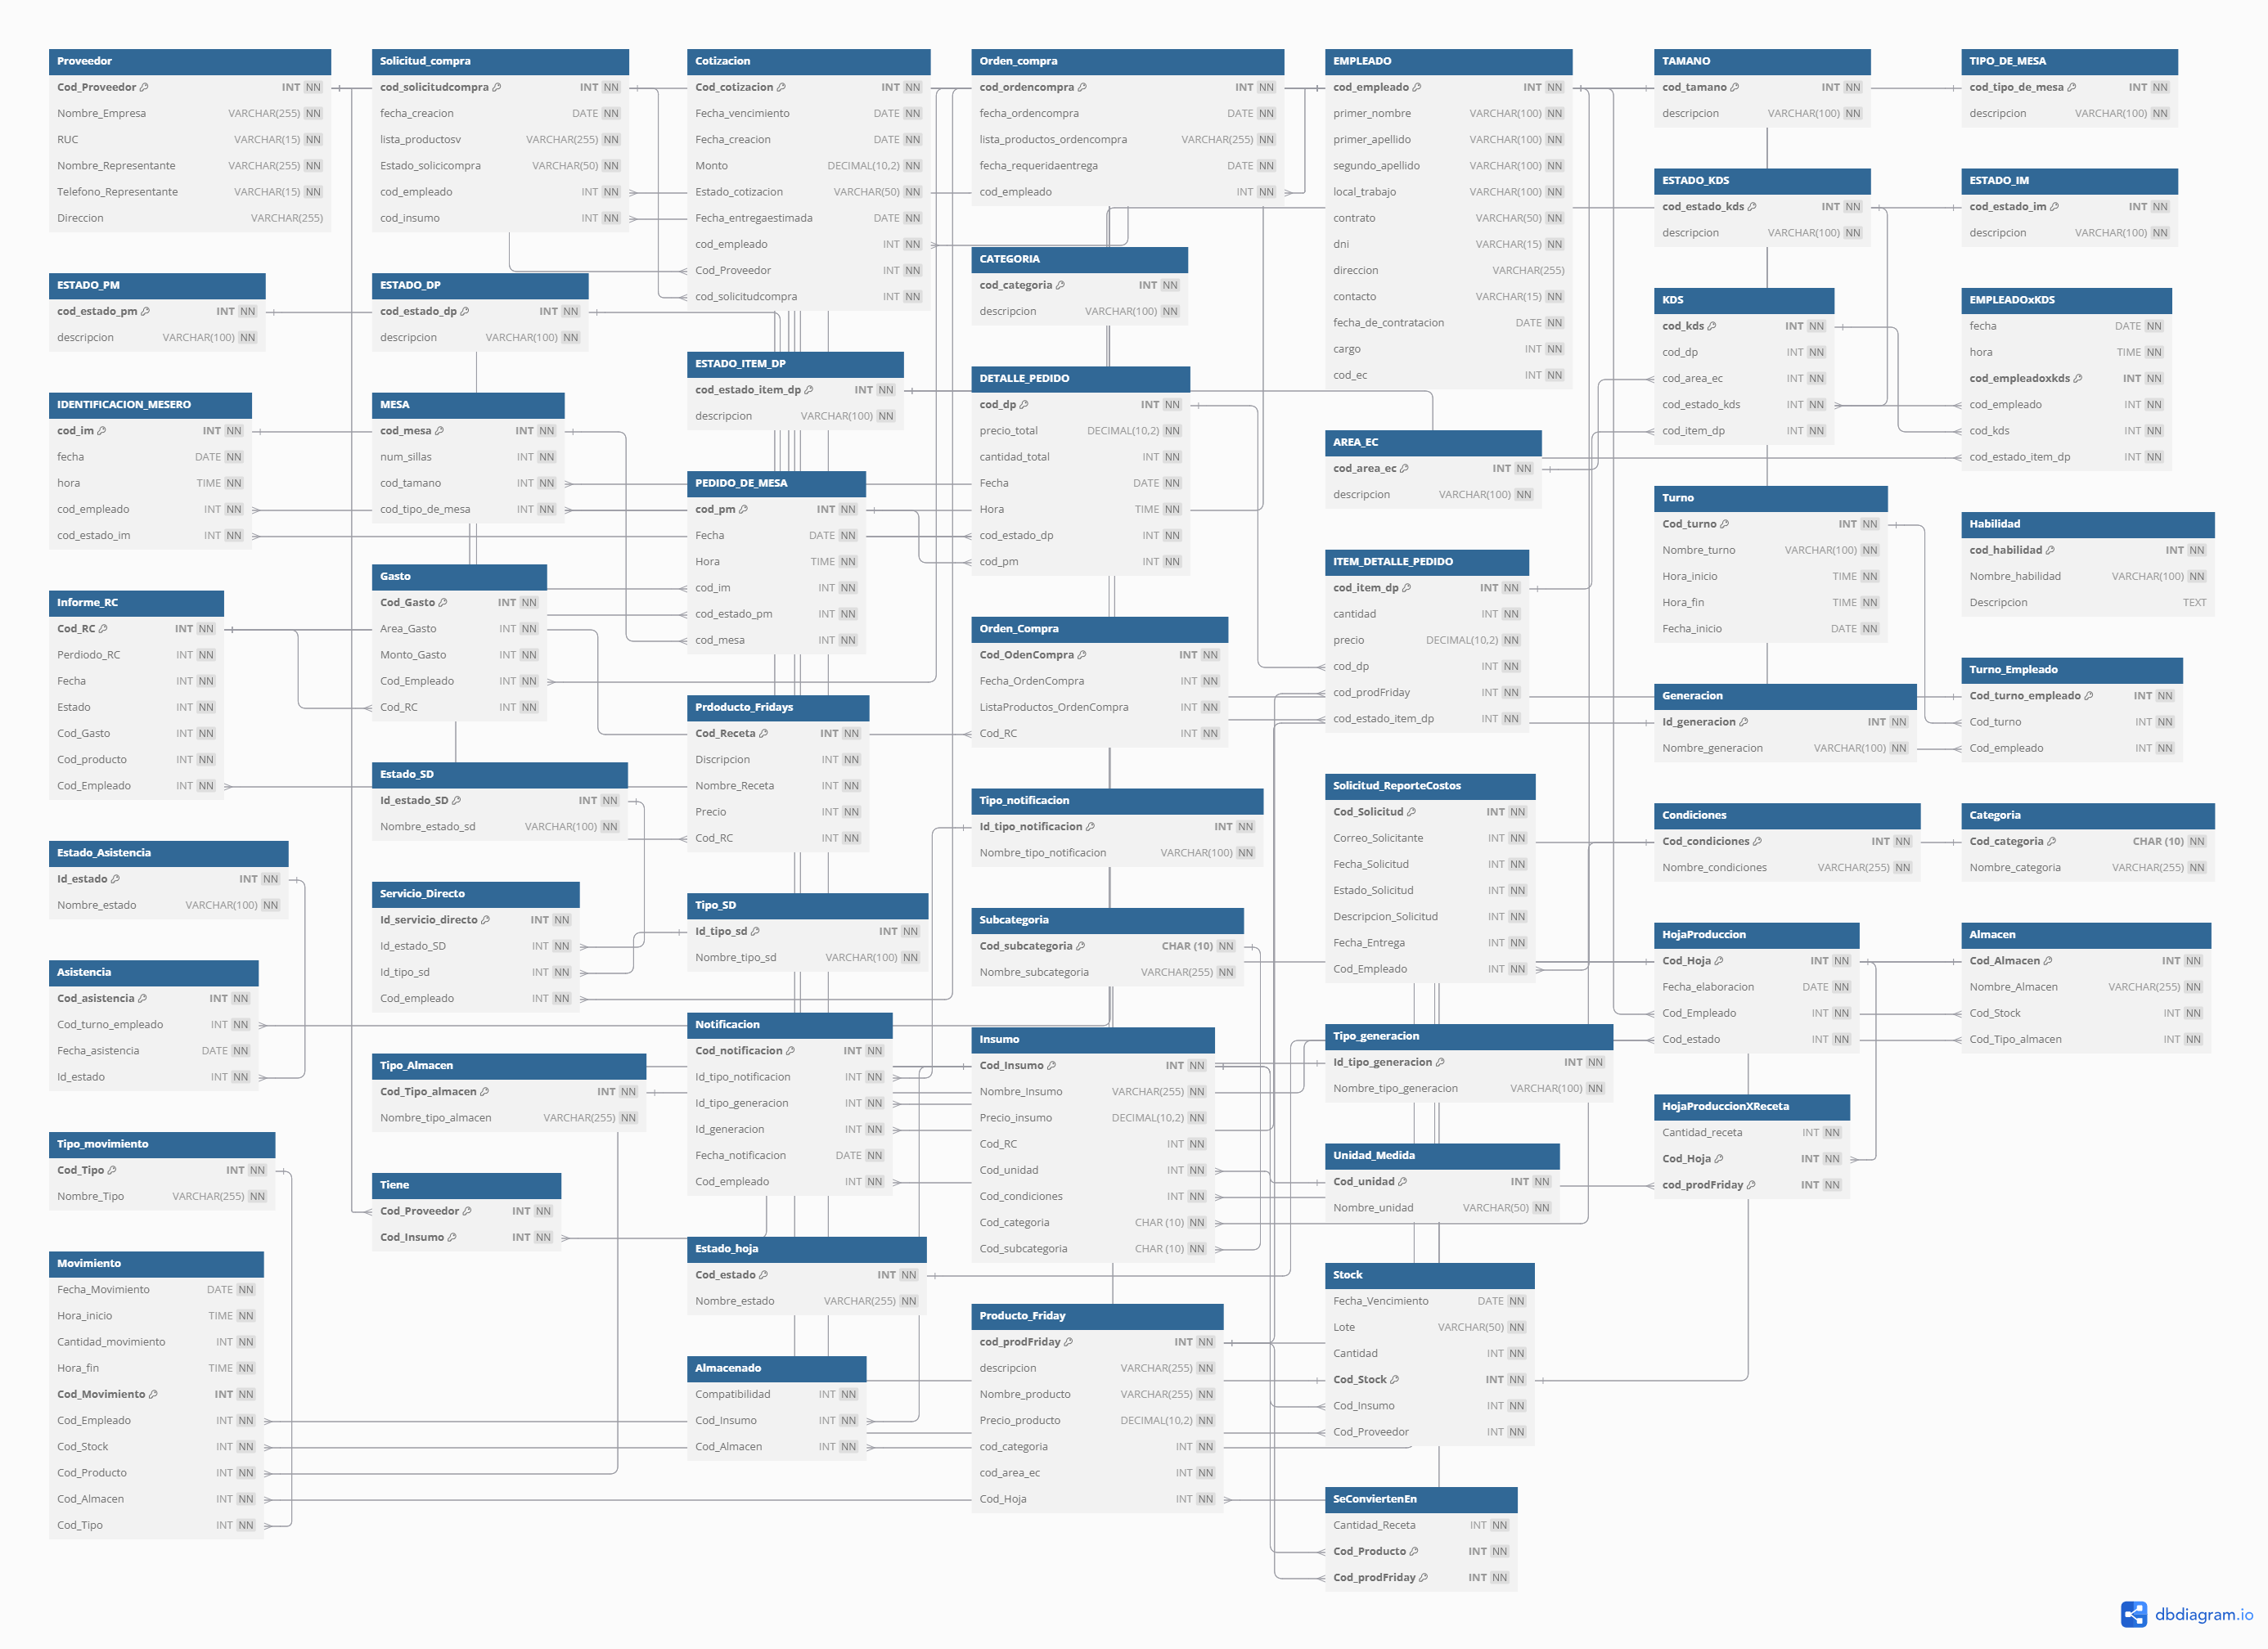 Proveedor
Cod_Proveedor INT NN
Nombre_Empresa VARCHAR(255) NN
RUC VARCHAR(15) NN
Nombre_Representante VARCHAR(255) NN
Telefono_Representante VARCHAR(15) NN
Direccion VARCHAR(255)
Solicitud_compra
cod_solicitudcompra INT NN
fecha_creacion DATE NN
lista_productosv VARCHAR(255) NN
Estado_solicicompra VARCHAR(50) NN
cod_empleado INT NN
cod_insumo INT NN
Cotizacion
Cod_cotizacion INT NN
Fecha_vencimiento DATE NN
Fecha_creacion DATE NN
Monto DECIMAL(10,2) NN
Estado_cotizacion VARCHAR(50) NN
Fecha_entregaestimada DATE NN
cod_empleado INT NN
Cod_Proveedor INT NN
cod_solicitudcompra INT NN
Orden_compra
cod_ordencompra INT NN
fecha_ordencompra DATE NN
lista_productos_ordencompra VARCHAR(255) NN
fecha_requeridaentrega DATE NN
cod_empleado INT NN
EMPLEADO
cod_empleado INT NN
primer_nombre VARCHAR(100) NN
primer_apellido VARCHAR(100) NN
segundo_apellido VARCHAR(100) NN
local_trabajo VARCHAR(100) NN
contrato VARCHAR(50) NN
dni VARCHAR(15) NN
direccion VARCHAR(255)
contacto VARCHAR(15) NN
fecha_de_contratacion DATE NN
cargo INT NN
cod_ec INT NN
TAMANO
cod_tamano INT NN
descripcion VARCHAR(100) NN
TIPO_DE_MESA
cod_tipo_de_mesa INT NN
descripcion VARCHAR(100) NN
ESTADO_KDS
cod_estado_kds INT NN
descripcion VARCHAR(100) NN
ESTADO_IM
cod_estado_im INT NN
descripcion VARCHAR(100) NN
ESTADO_PM
cod_estado_pm INT NN
descripcion VARCHAR(100) NN
ESTADO_DP
cod_estado_dp INT NN
descripcion VARCHAR(100) NN
CATEGORIA
cod_categoria INT NN
descripcion VARCHAR(100) NN
KDS
cod_kds INT NN
cod_dp INT NN
cod_area_ec INT NN
cod_estado_kds INT NN
cod_item_dp INT NN
EMPLEADOxKDS
fecha DATE NN
hora TIME NN
cod_empleadoxkds INT NN
cod_empleado INT NN
cod_kds INT NN
cod_estado_item_dp INT NN
ESTADO_ITEM_DP
cod_estado_item_dp INT NN
descripcion VARCHAR(100) NN
DETALLE_PEDIDO
cod_dp INT NN
precio_total DECIMAL(10,2) NN
cantidad_total INT NN
Fecha DATE NN
Hora TIME NN
cod_estado_dp INT NN
cod_pm INT NN
IDENTIFICACION_MESERO
cod_im INT NN
fecha DATE NN
hora TIME NN
cod_empleado INT NN
cod_estado_im INT NN
MESA
cod_mesa INT NN
num_sillas INT NN
cod_tamano INT NN
cod_tipo_de_mesa INT NN
AREA_EC
cod_area_ec INT NN
descripcion VARCHAR(100) NN
PEDIDO_DE_MESA
cod_pm INT NN
Fecha DATE NN
Hora TIME NN
cod_im INT NN
cod_estado_pm INT NN
cod_mesa INT NN
Turno
Cod_turno INT NN
Nombre_turno VARCHAR(100) NN
Hora_inicio TIME NN
Hora_fin TIME NN
Fecha_inicio DATE NN
Habilidad
cod_habilidad INT NN
Nombre_habilidad VARCHAR(100) NN
Descripcion TEXT
ITEM_DETALLE_PEDIDO
cod_item_dp INT NN
cantidad INT NN
precio DECIMAL(10,2) NN
cod_dp INT NN
cod_prodFriday INT NN
cod_estado_item_dp INT NN
Gasto
Cod_Gasto INT NN
Area_Gasto INT NN
Monto_Gasto INT NN
Cod_Empleado INT NN
Cod_RC INT NN
Informe_RC
Cod_RC INT NN
Perdiodo_RC INT NN
Fecha INT NN
Estado INT NN
Cod_Gasto INT NN
Cod_producto INT NN
Cod_Empleado INT NN
Orden_Compra
Cod_OdenCompra INT NN
Fecha_OrdenCompra INT NN
ListaProductos_OrdenCompra INT NN
Cod_RC INT NN
Turno_Empleado
Cod_turno_empleado INT NN
Cod_turno INT NN
Cod_empleado INT NN
Generacion
Id_generacion INT NN
Nombre_generacion VARCHAR(100) NN
Prdoducto_Fridays
Cod_Receta INT NN
Discripcion INT NN
Nombre_Receta INT NN
Precio INT NN
Cod_RC INT NN
Estado_SD
Id_estado_SD INT NN
Nombre_estado_sd VARCHAR(100) NN
Solicitud_ReporteCostos
Cod_Solicitud INT NN
Correo_Solicitante INT NN
Fecha_Solicitud INT NN
Estado_Solicitud INT NN
Descripcion_Solicitud INT NN
Fecha_Entrega INT NN
Cod_Empleado INT NN
Tipo_notificacion
Id_tipo_notificacion INT NN
Nombre_tipo_notificacion VARCHAR(100) NN
Condiciones
Cod_condiciones INT NN
Nombre_condiciones VARCHAR(255) NN
Categoria
Cod_categoria CHAR (10) NN
Nombre_categoria VARCHAR(255) NN
Estado_Asistencia
Id_estado INT NN
Nombre_estado VARCHAR(100) NN
Servicio_Directo
Id_servicio_directo INT NN
Id_estado_SD INT NN
Id_tipo_sd INT NN
Cod_empleado INT NN
Tipo_SD
Id_tipo_sd INT NN
Nombre_tipo_sd VARCHAR(100) NN
Subcategoria
Cod_subcategoria CHAR (10) NN
Nombre_subcategoria VARCHAR(255) NN
HojaProduccion
Cod_Hoja INT NN
Fecha_elaboracion DATE NN
Cod_Empleado INT NN
Cod_estado INT NN
Almacen
Cod_Almacen INT NN
Nombre_Almacen VARCHAR(255) NN
Cod_Stock INT NN
Cod_Tipo_almacen INT NN
Asistencia
Cod_asistencia INT NN
Cod_turno_empleado INT NN
Fecha_asistencia DATE NN
Id_estado INT NN
Notificacion
Cod_notificacion INT NN
Id_tipo_notificacion INT NN
Id_tipo_generacion INT NN
Id_generacion INT NN
Fecha_notificacion DATE NN
Cod_empleado INT NN
Insumo
Cod_Insumo INT NN
Nombre_Insumo VARCHAR(255) NN
Precio_insumo DECIMAL(10,2) NN
Cod_RC INT NN
Cod_unidad INT NN
Cod_condiciones INT NN
Cod_categoria CHAR (10) NN
Cod_subcategoria CHAR (10) NN
Tipo_generacion
Id_tipo_generacion INT NN
Nombre_tipo_generacion VARCHAR(100) NN
Tipo_Almacen
Cod_Tipo_almacen INT NN
Nombre_tipo_almacen VARCHAR(255) NN
HojaProduccionXReceta
Cantidad_receta INT NN
Cod_Hoja INT NN
cod_prodFriday INT NN
Tipo_movimiento
Cod_Tipo INT NN
Nombre_Tipo VARCHAR(255) NN
Unidad_Medida
Cod_unidad INT NN
Nombre_unidad VARCHAR(50) NN
Tiene
Cod_Proveedor INT NN
Cod_Insumo INT NN
Estado_hoja
Cod_estado INT NN
Nombre_estado VARCHAR(255) NN
Movimiento
Fecha_Movimiento DATE NN
Hora_inicio TIME NN
Cantidad_movimiento INT NN
Hora_fin TIME NN
Cod_Movimiento INT NN
Cod_Empleado INT NN
Cod_Stock INT NN
Cod_Producto INT NN
Cod_Almacen INT NN
Cod_Tipo INT NN
Stock
Fecha_Vencimiento DATE NN
Lote VARCHAR(50) NN
Cantidad INT NN
Cod_Stock INT NN
Cod_Insumo INT NN
Cod_Proveedor INT NN
Producto_Friday
cod_prodFriday INT NN
descripcion VARCHAR(255) NN
Nombre_producto VARCHAR(255) NN
Precio_producto DECIMAL(10,2) NN
cod_categoria INT NN
cod_area_ec INT NN
Cod_Hoja INT NN
Almacenado
Compatibilidad INT NN
Cod_Insumo INT NN
Cod_Almacen INT NN
SeConviertenEn
Cantidad_Receta INT NN
Cod_Producto INT NN
Cod_prodFriday INT NN
dbdiagram.io